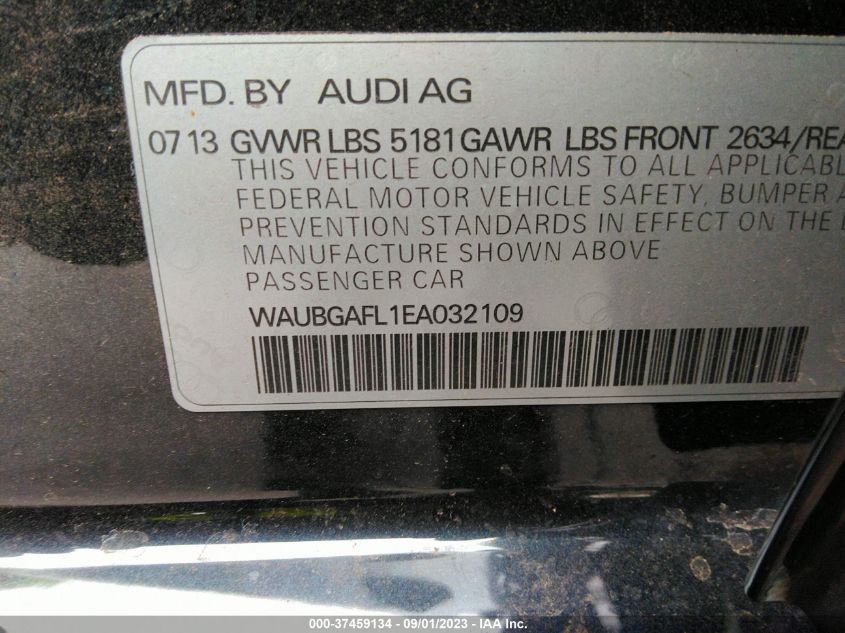 MFD. BY AUDI AG
07 13 GVWR LBS 5181 GAWR LBS FRONT 2634/REA
THIS VEHICLE CONFORMS TO ALL APPLICABL
FEDERAL MOTOR VEHICLE SAFETY, BUMPER A
PREVENTION STANDARDS IN EFFECT ON THE
MANUFACTURE SHOWN ABOVE
PASSENGER CAR
WAUBGAFL1EA032109
000-37459134 - 09/01/2023 - IAA Inc.